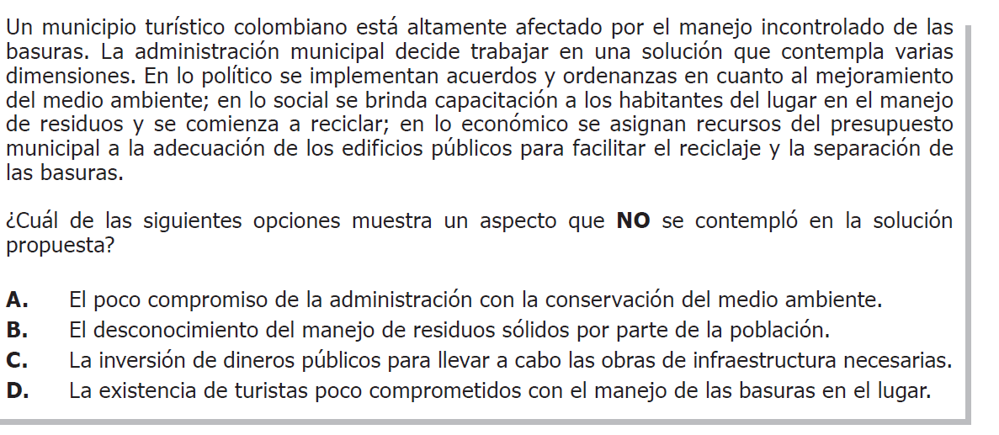 Un municipio turístico colombiano está altamente afectado por el manejo incontrolado de las
basuras. La administración municipal decide trabajar en una solución que contempla varias
dimensiones. En lo político se implementan acuerdos y ordenanzas en cuanto al mejoramiento
del medio ambiente; en lo social se brinda capacitación a los habitantes del lugar en el manejo
de residuos y se comienza a reciclar; en lo económico se asignan recursos del presupuesto
municipal a la adecuación de los edificios públicos para facilitar el reciclaje y la separación de
las basuras.
¿Cuál de las siguientes opciones muestra un aspecto que NO se contempló en la solución
propuesta?
A. El poco compromiso de la administración con la conservación del medio ambiente.
B. El desconocimiento del manejo de residuos sólidos por parte de la población.
C. La inversión de dineros públicos para llevar a cabo las obras de infraestructura necesarias.
D. La existencia de turistas poco comprometidos con el manejo de las basuras en el lugar.